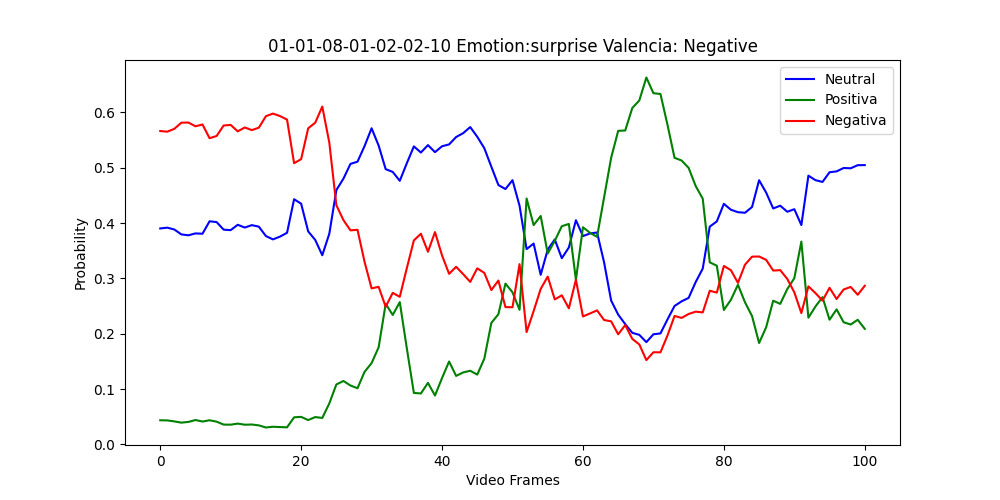 01-01-08-01-02-02-10 Emotion:surprise Valencia: Negative
Neutral
Positiva
Negativa
Probability
0.6
0.5
0.4
0.3
0.2
0.1
0.0
0 20 40 60 80 100
Video Frames